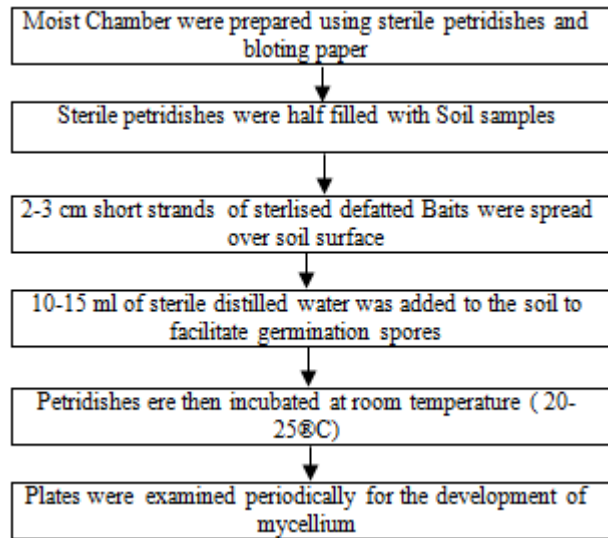 Moist Chamber were prepared using sterile petridishes and
bloting paper
Sterile petridishes were half filled with Soil samples
2-3 cm short strands of sterlised defatted Baits were spread
over soil surface
10-15 ml of sterile distilled water was added to the soil to
facilitate germination spores
Petridishes ere then incubated at room temperature ( 20-
25®C)
Plates were examined periodically for the development of
mycellium